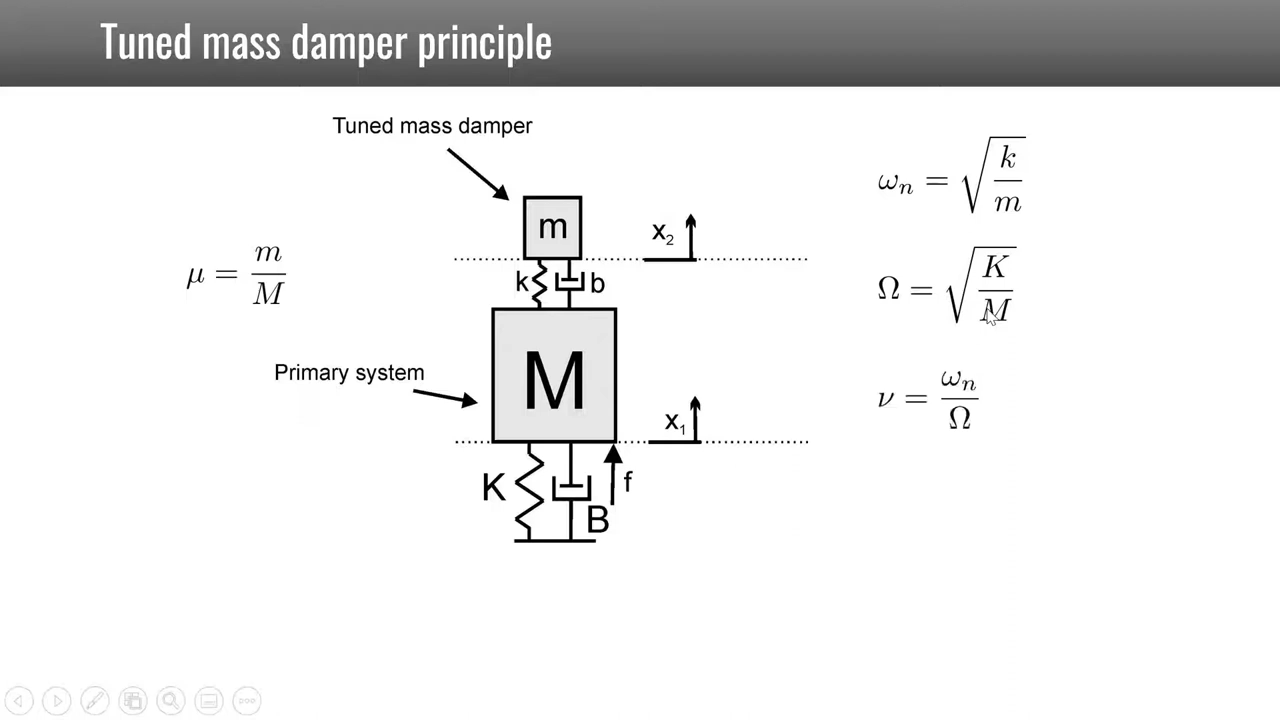 Tuned mass damper principle
Tuned mass damper
m
x₂
k
b
μ = m/M
M
Primary system
x₁
K
B
f
ωₙ = √(k/m)
Ω = √(K/M)
ν = ωₙ/Ω